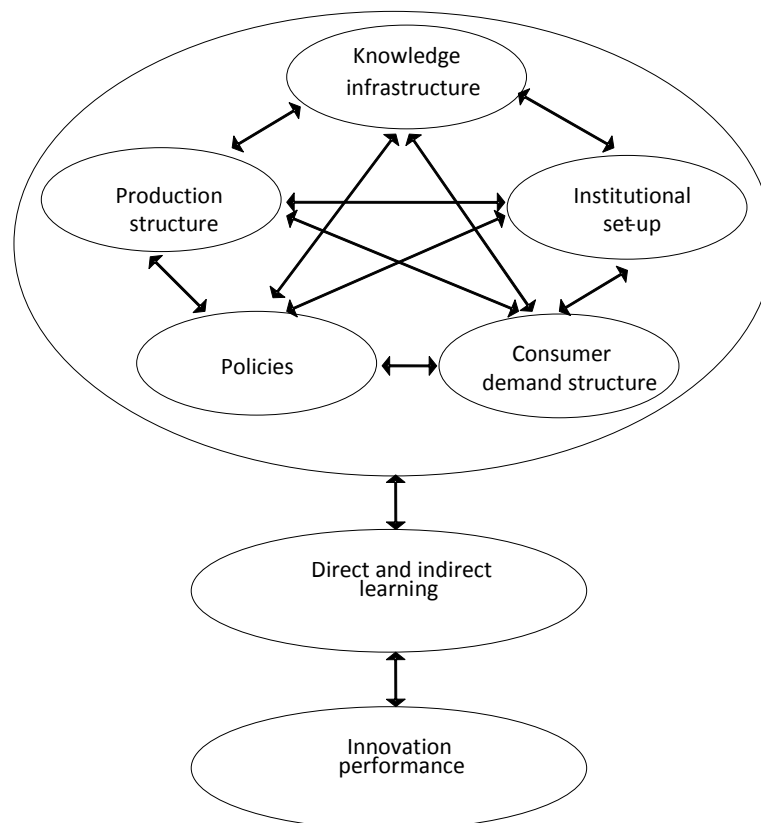 Knowledge
infrastructure
Production
structure
Institutional
set-up
Policies
Consumer
demand structure
Direct and indirect
learning
Innovation
performance